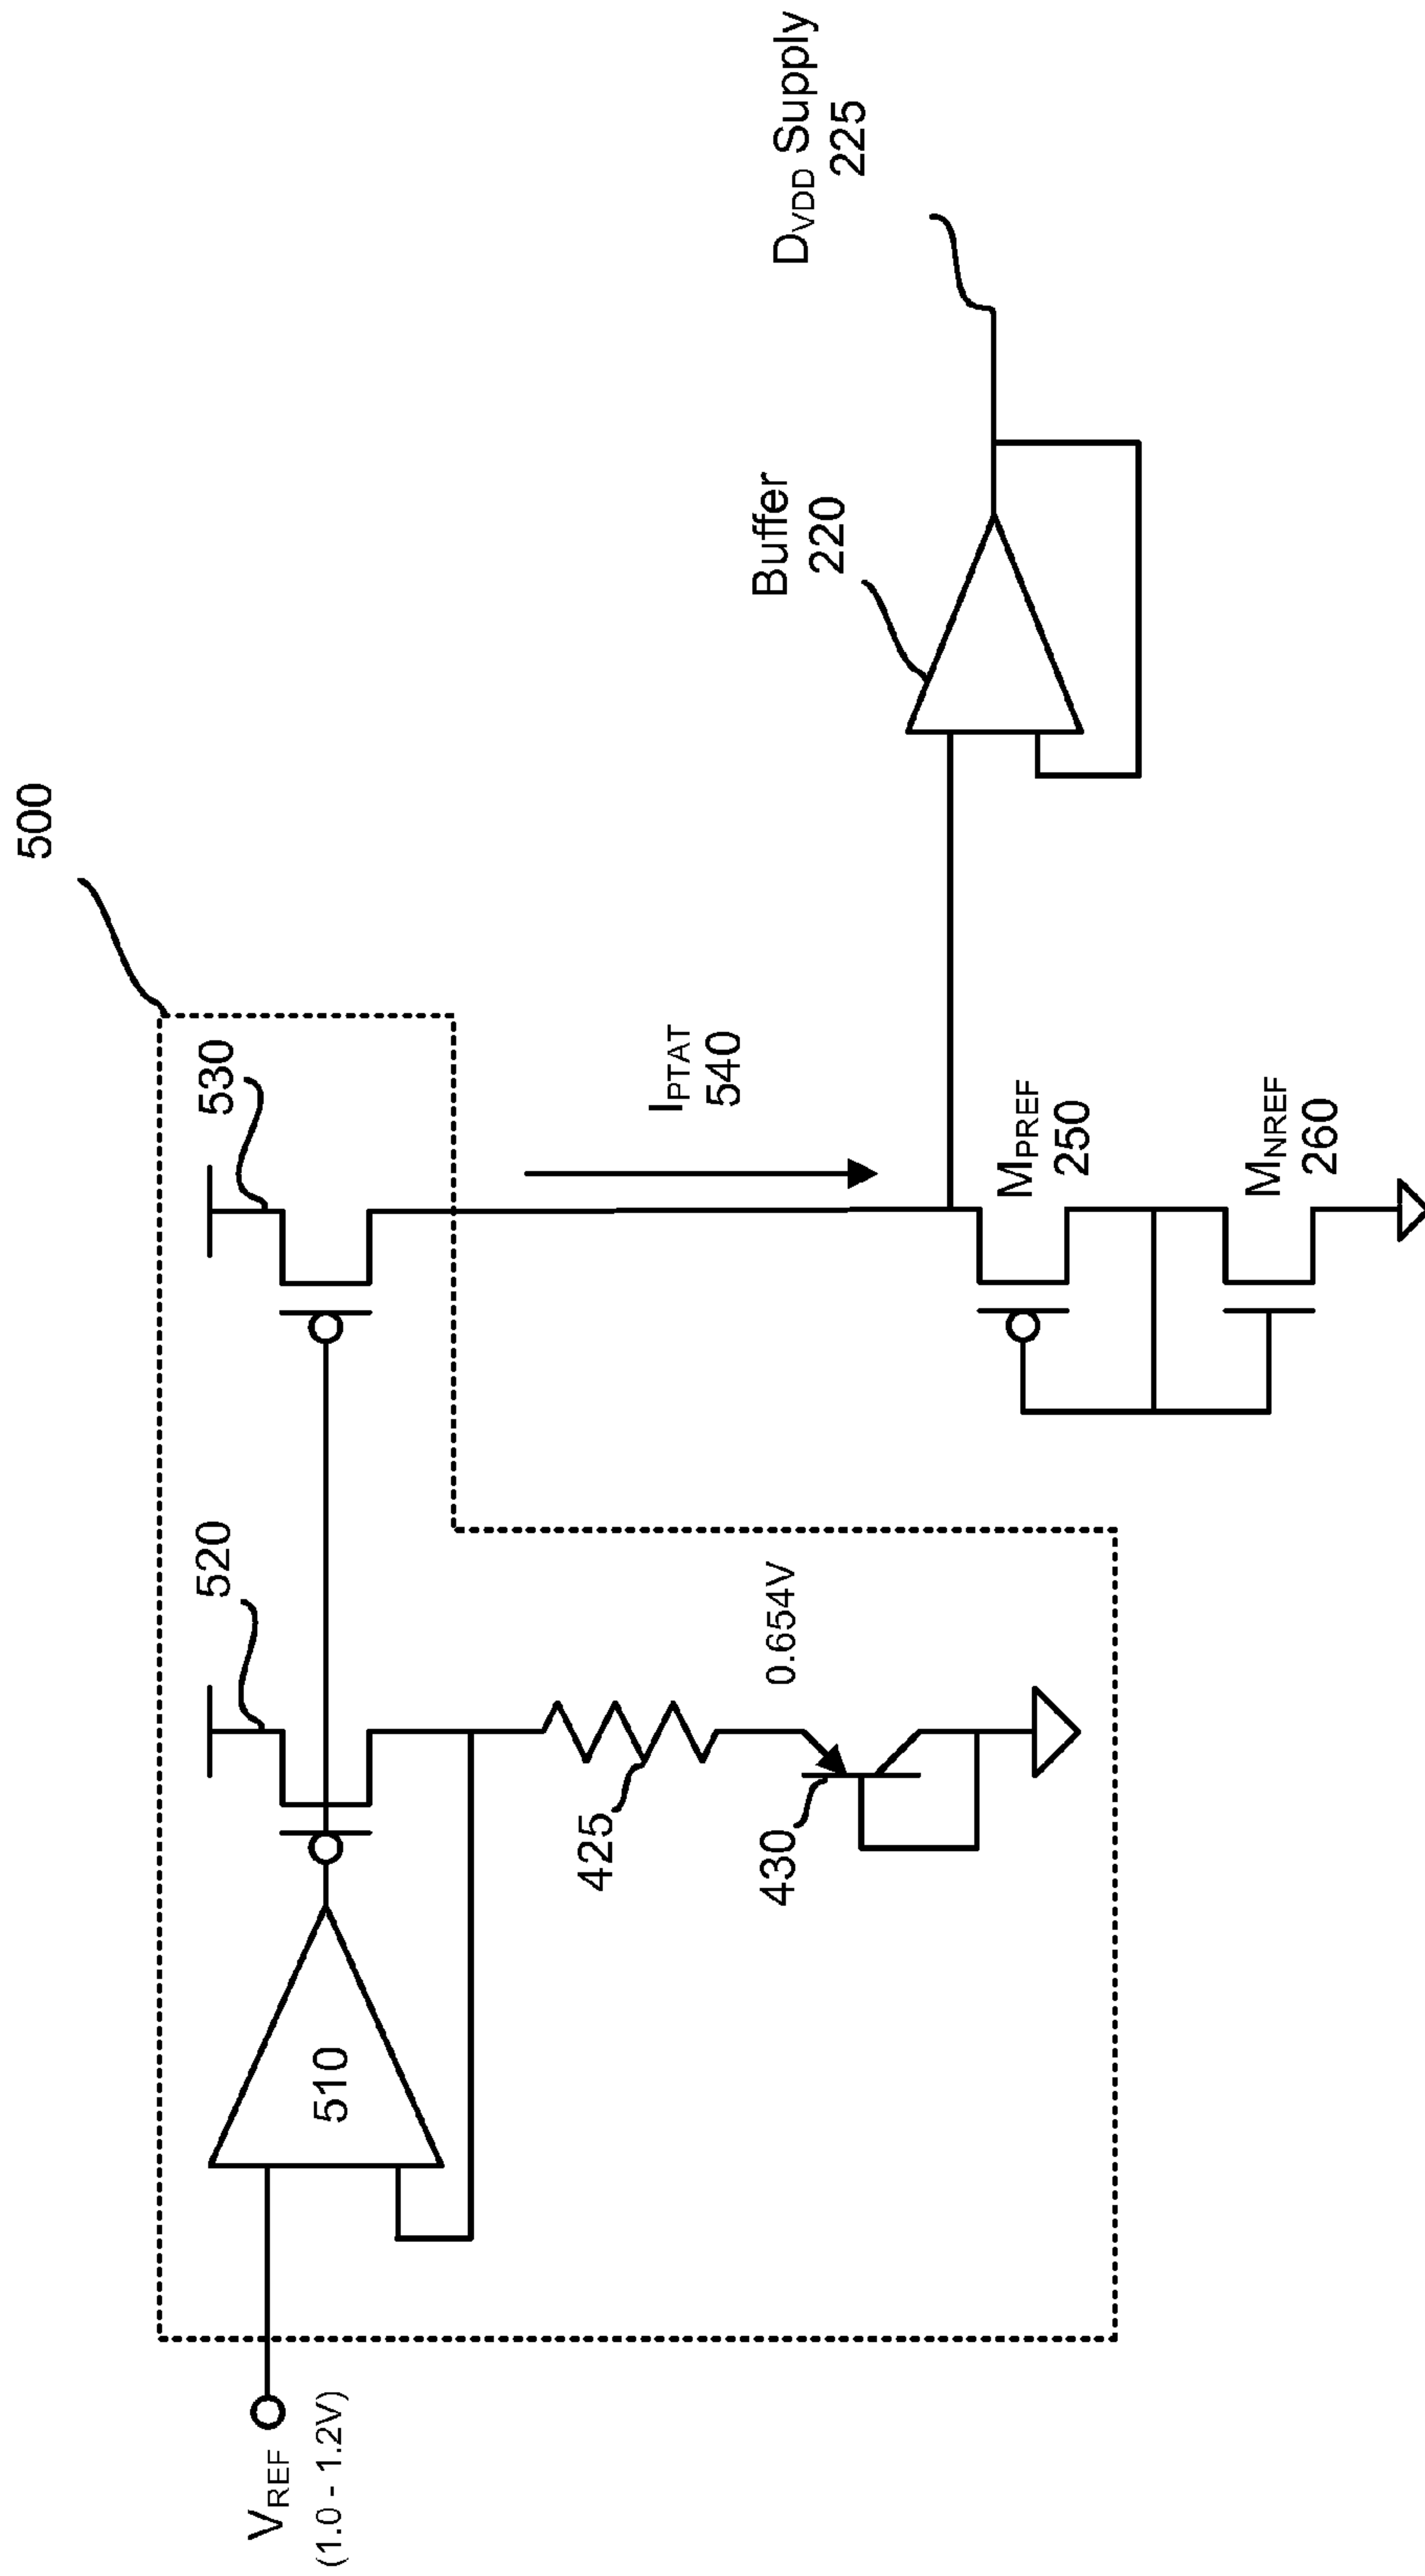 500
530
520
510
V_REF
(1.0 - 1.2V)
I_PTAT
540
425
430
0.654V
Buffer
220
D_VDD Supply
225
M_PREF
250
M_NREF
260